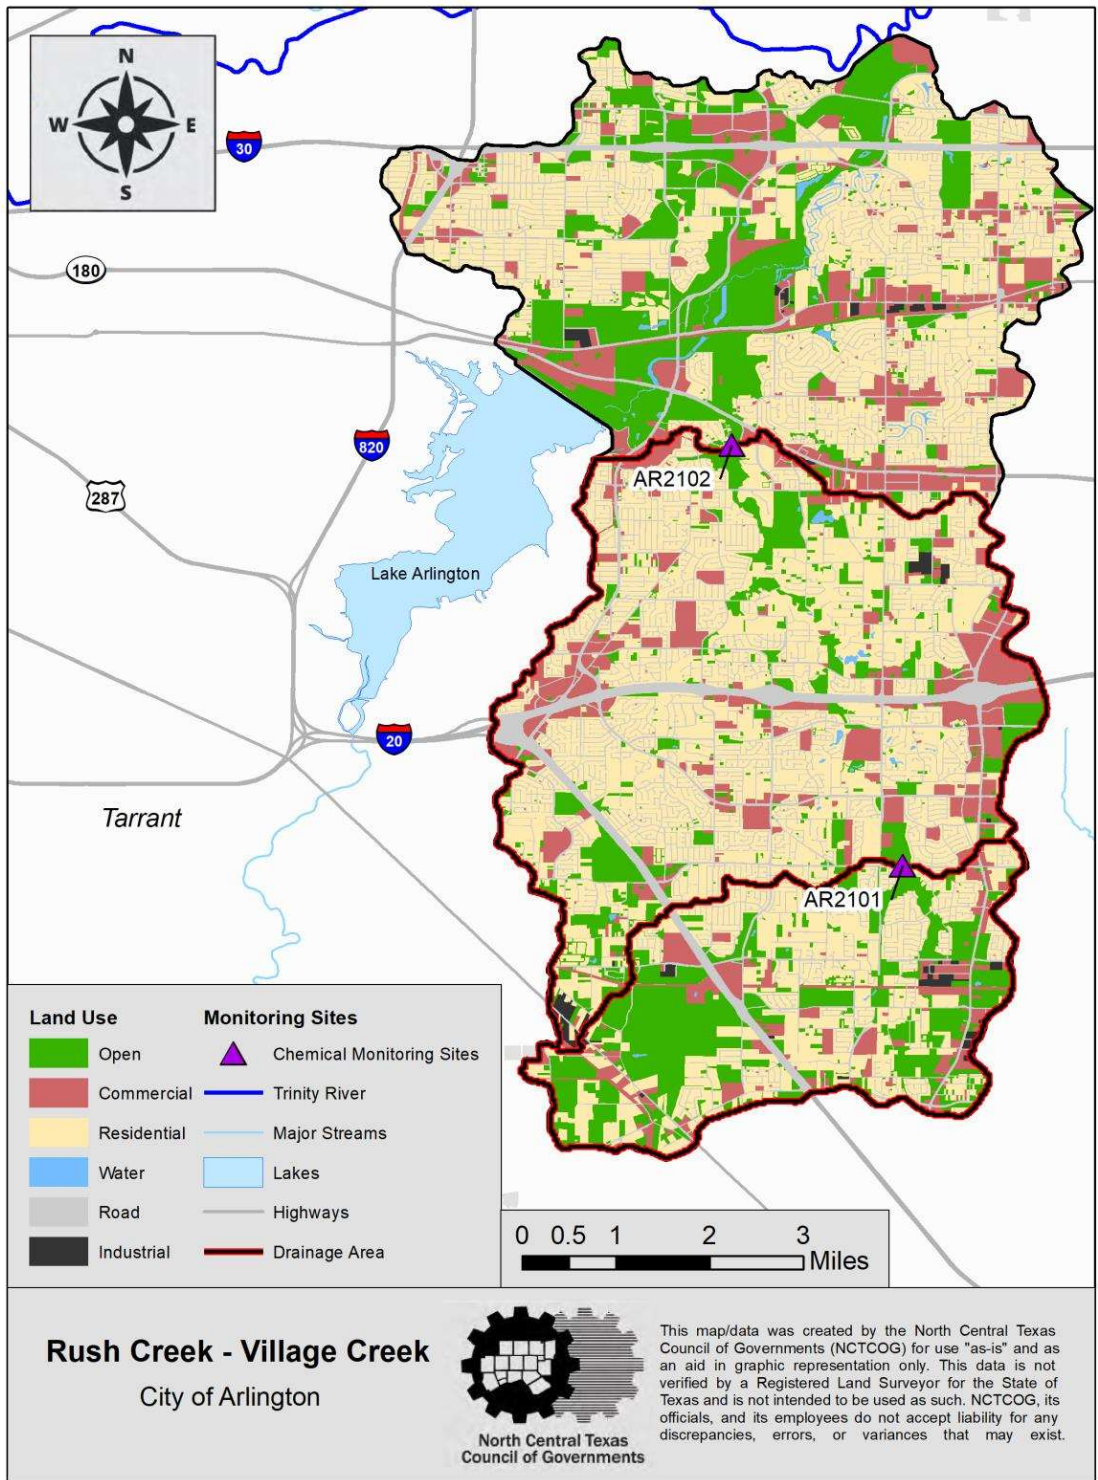 N
W E
S
30
180
820
287
AR2102
Lake Arlington
20
Tarrant
AR2101
Land Use
Open
Commercial
Residential
Water
Road
Industrial
Monitoring Sites
Chemical Monitoring Sites
Trinity River
Major Streams
Lakes
Highways
Drainage Area
0 0.5 1 2 3
Miles
Rush Creek - Village Creek
City of Arlington
North Central Texas
Council of Governments
This map/data was created by the North Central Texas
Council of Governments (NCTCOG) for use "as-is" and as
an aid in graphic representation only. This data is not
verified by a Registered Land Surveyor for the State of
Texas and is not intended to be used as such. NCTCOG, its
officials, and its employees do not accept liability for any
discrepancies, errors, or variances that may exist.